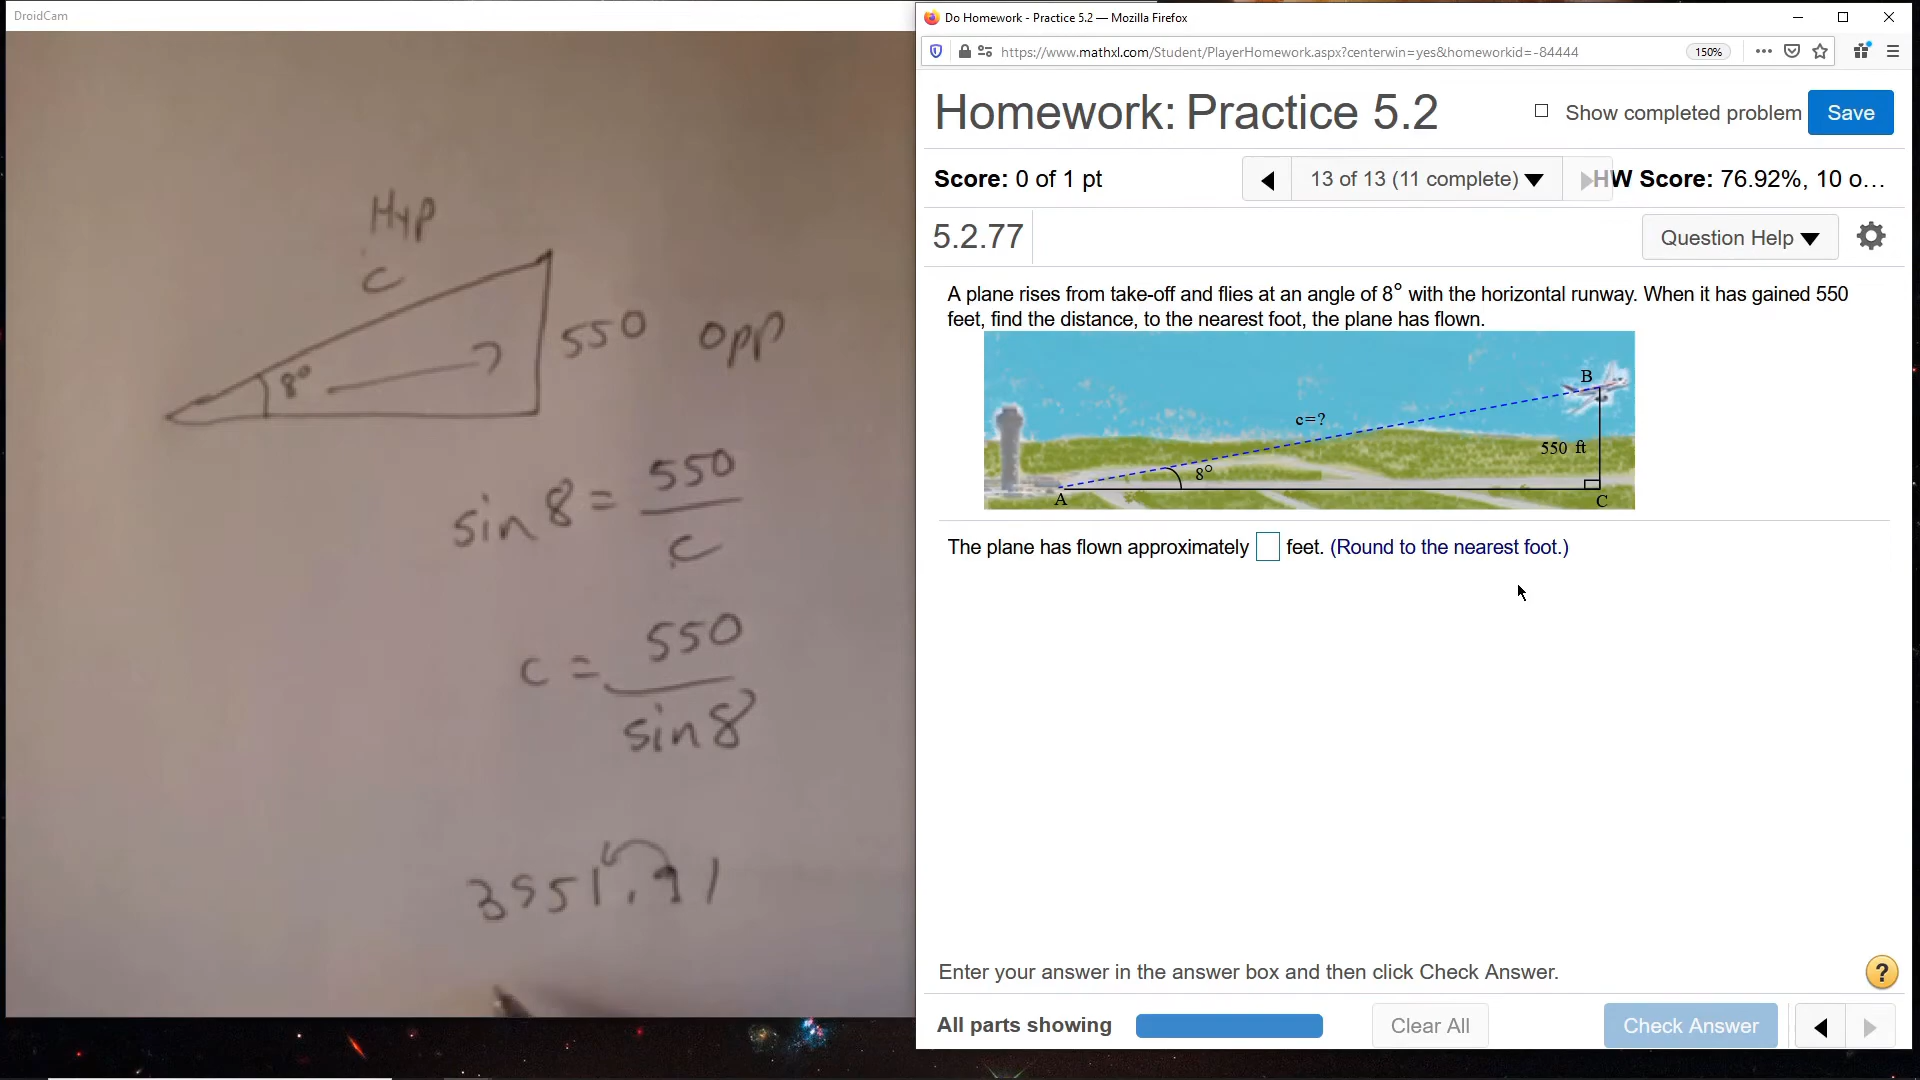 DroidCam
Hyp
c
8°
550 opp
sin 8 = 550
c
c = 550
sin 8
3951.91
Do Homework - Practice 5.2 — Mozilla Firefox
https://www.mathxl.com/Student/PlayerHomework.aspx?centerwin=yes&homeworkid=-84444
150%
Homework: Practice 5.2
Show completed problem
Save
Score: 0 of 1 pt
13 of 13 (11 complete)
HW Score: 76.92%, 10 o…
5.2.77
Question Help
A plane rises from take-off and flies at an angle of 8° with the horizontal runway. When it has gained 550
feet, find the distance, to the nearest foot, the plane has flown.
B
c=?
550 ft
8°
A
C
The plane has flown approximately feet. (Round to the nearest foot.)
Enter your answer in the answer box and then click Check Answer.
?
All parts showing
Clear All
Check Answer